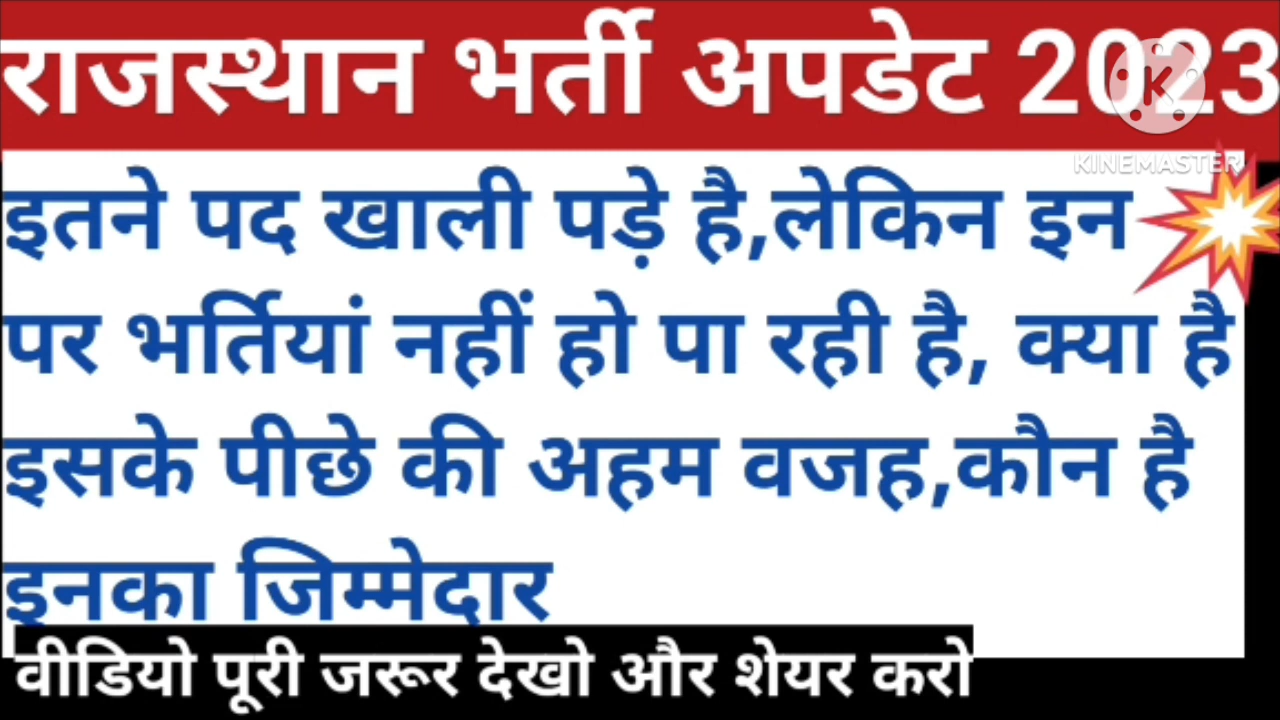 राजस्थान भर्ती अपडेट 2023
KINEMASTER
इतने पद खाली पड़े है,लेकिन इन
पर भर्तियां नहीं हो पा रही है, क्या है
इसके पीछे की अहम वजह,कौन है
इनका जिम्मेदार
वीडियो पूरी जरूर देखो और शेयर करो